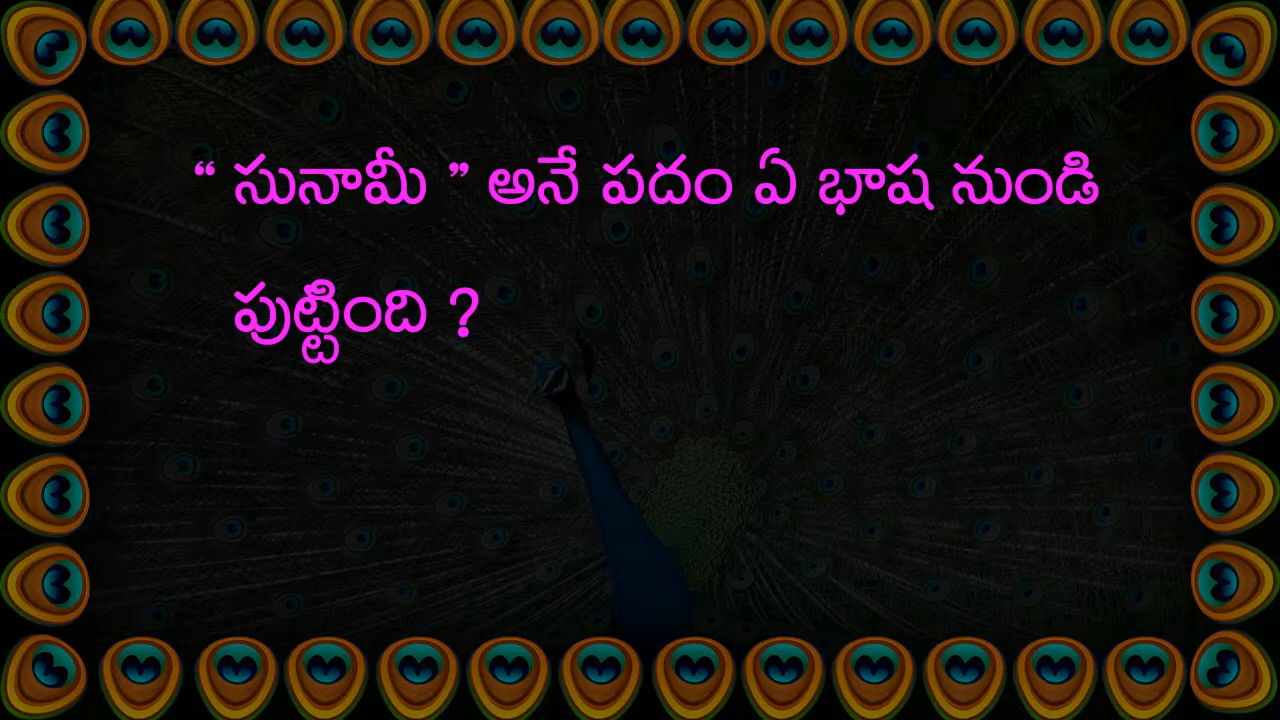 “ సునామీ ” అనే పదం ఏ భాష నుండి
పుట్టింది ?